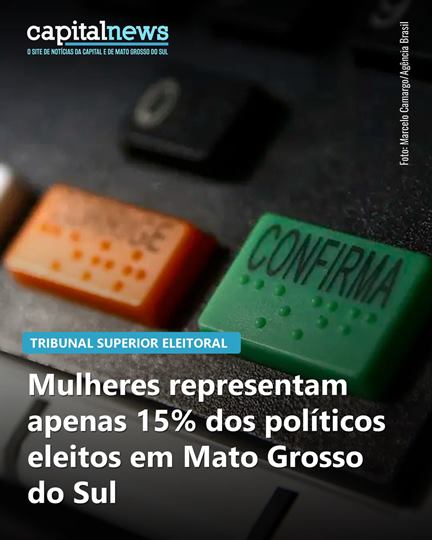 capitalnews
O SITE DE NOTÍCIAS DA CAPITAL E DE MATO GROSSO DO SUL
Foto: Marcelo Camargo/Agência Brasil
CORRIGE
CONFIRMA
TRIBUNAL SUPERIOR ELEITORAL
Mulheres representam
apenas 15% dos políticos
eleitos em Mato Grosso
do Sul